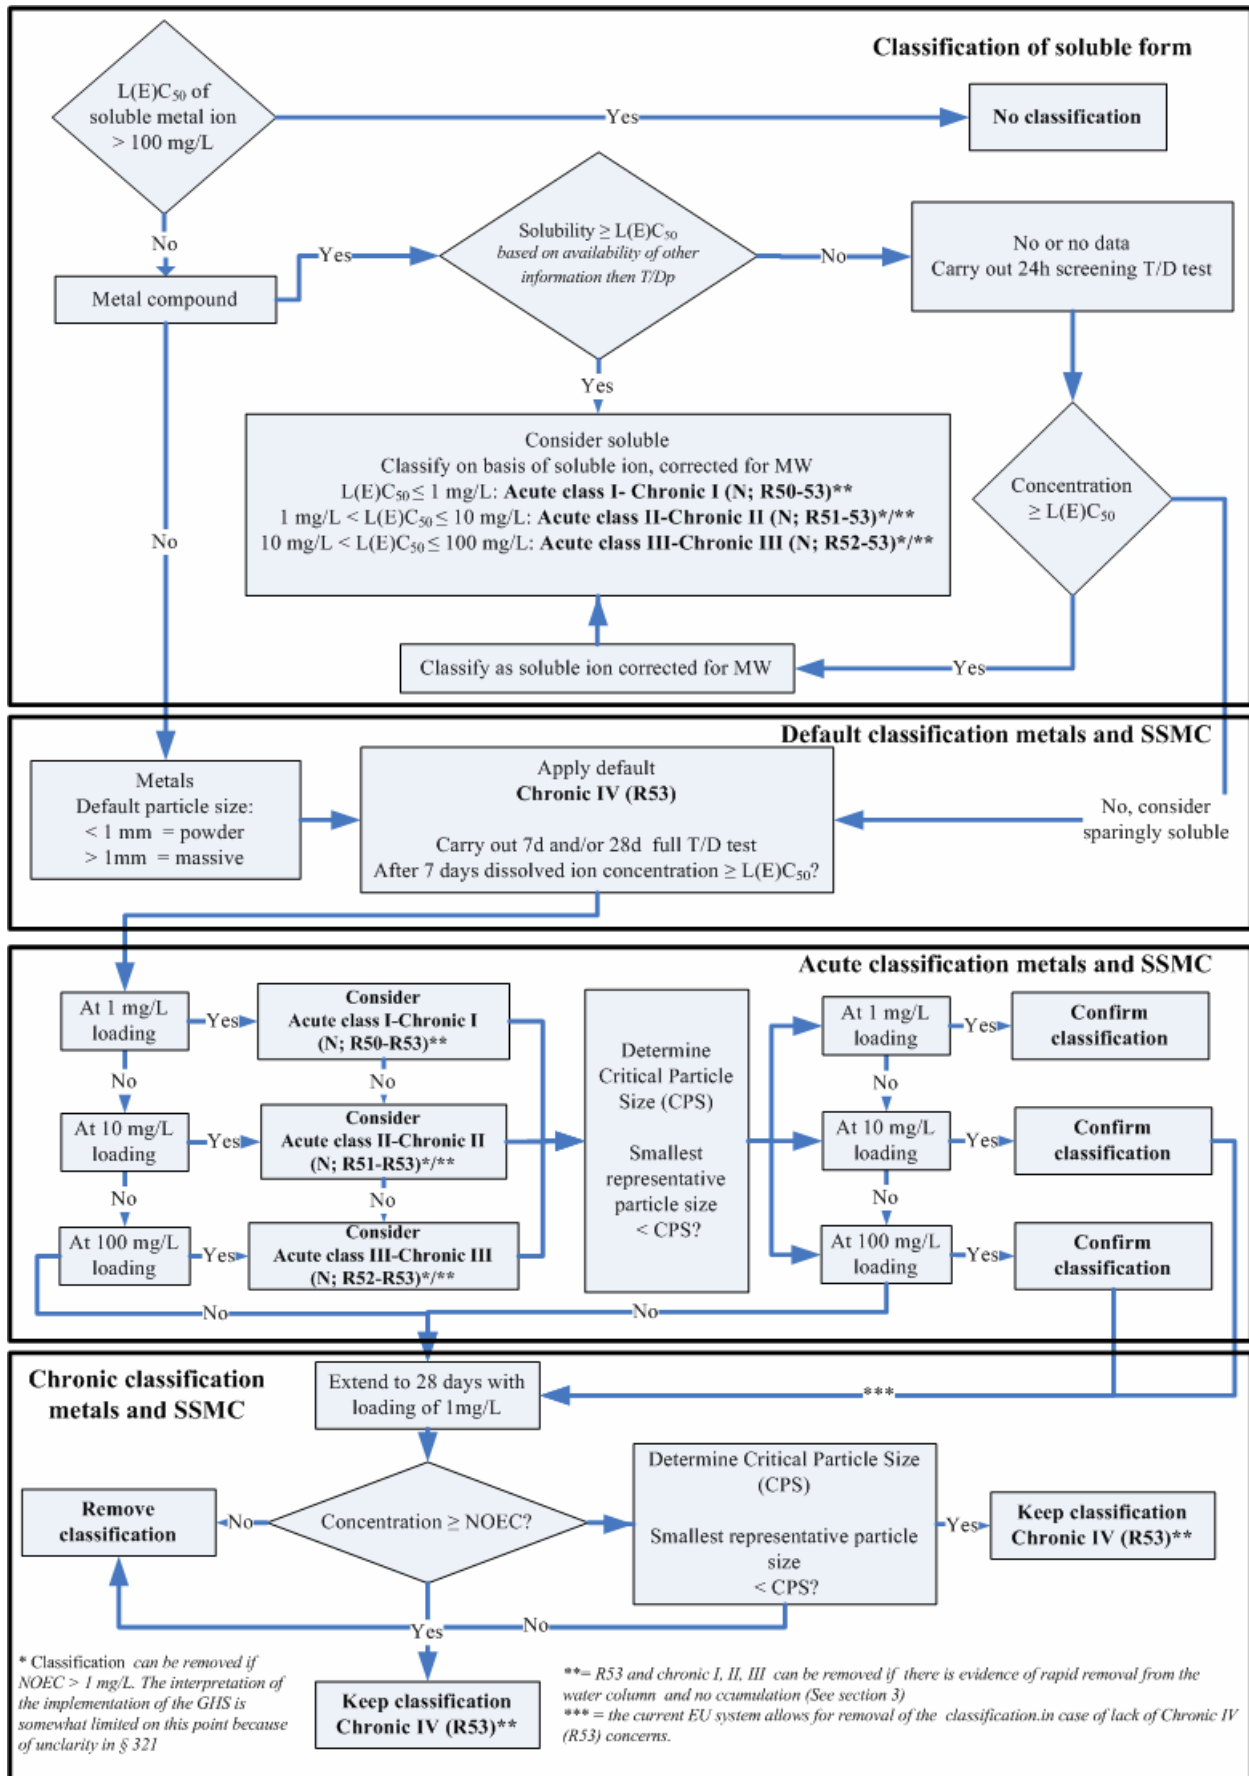 Classification of soluble form
L(E)C50 of
soluble metal ion
> 100 mg/L
Yes
No classification
No
Metal compound
Yes
Solubility ≥ L(E)C50
based on availability of other
information then T/Dp
No
No or no data
Carry out 24h screening T/D test
Yes
Consider soluble
Classify on basis of soluble ion, corrected for MW
L(E)C50 ≤ 1 mg/L: Acute class I- Chronic I (N; R50-53)**
1 mg/L < L(E)C50 ≤ 10 mg/L: Acute class II-Chronic II (N; R51-53)*/**
10 mg/L < L(E)C50 ≤ 100 mg/L: Acute class III-Chronic III (N; R52-53)*/**
Concentration
≥ L(E)C50
No
Classify as soluble ion corrected for MW
Yes
Default classification metals and SSMC
Metals
Default particle size:
< 1 mm = powder
> 1mm = massive
Apply default
Chronic IV (R53)
Carry out 7d and/or 28d full T/D test
After 7 days dissolved ion concentration ≥ L(E)C50?
No, consider
sparingly soluble
Acute classification metals and SSMC
At 1 mg/L
loading
Yes
Consider
Acute class I-Chronic I
(N; R50-R53)**
No
No
At 10 mg/L
loading
Yes
Consider
Acute class II-Chronic II
(N; R51-R53)*/**
No
No
At 100 mg/L
loading
Yes
Consider
Acute class III-Chronic III
(N; R52-R53)*/**
Determine
Critical Particle
Size (CPS)
Smallest
representative
particle size
< CPS?
At 1 mg/L
loading
Yes
Confirm
classification
No
At 10 mg/L
loading
Yes
Confirm
classification
No
At 100 mg/L
loading
Yes
Confirm
classification
No
No
Chronic classification
metals and SSMC
Extend to 28 days with
loading of 1mg/L
***
Remove
classification
No
Concentration ≥ NOEC?
Determine Critical Particle Size
(CPS)
Smallest representative particle
size
< CPS?
Yes
Keep classification
Chronic IV (R53)**
Yes
No
Keep classification
Chronic IV (R53)**
* Classification can be removed if
NOEC > 1 mg/L. The interpretation of
the implementation of the GHS is
somewhat limited on this point because
of unclarity in § 321
**= R53 and chronic I, II, III can be removed if there is evidence of rapid removal from the
water column and no ccumulation (See section 3)
*** = the current EU system allows for removal of the classification.in case of lack of Chronic IV
(R53) concerns.